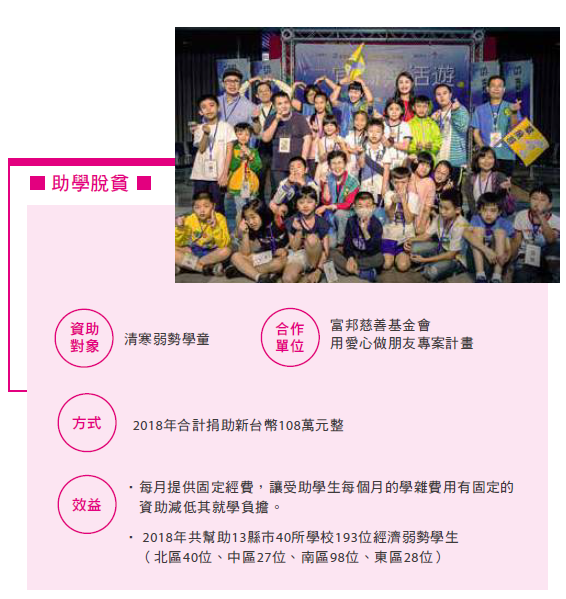 ■ 助學脫貧 ■
資助
對象
清寒弱勢學童
合作
單位
富邦慈善基金會
用愛心做朋友專案計畫
方式
2018年合計捐助新台幣108萬元整
效益
・每月提供固定經費，讓受助學生每個月的學雜費用有固定的
資助減低其就學負擔。
・ 2018年共幫助13縣市40所學校193位經濟弱勢學生
（北區40位、中區27位、南區98位、東區28位）